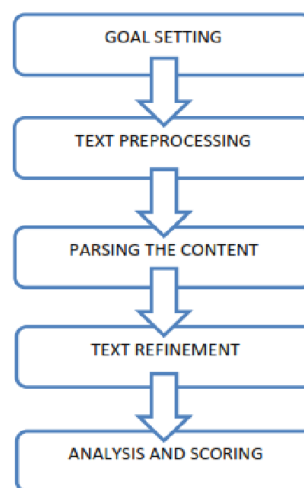 GOAL SETTING
TEXT PREPROCESSING
PARSING THE CONTENT
TEXT REFINEMENT
ANALYSIS AND SCORING